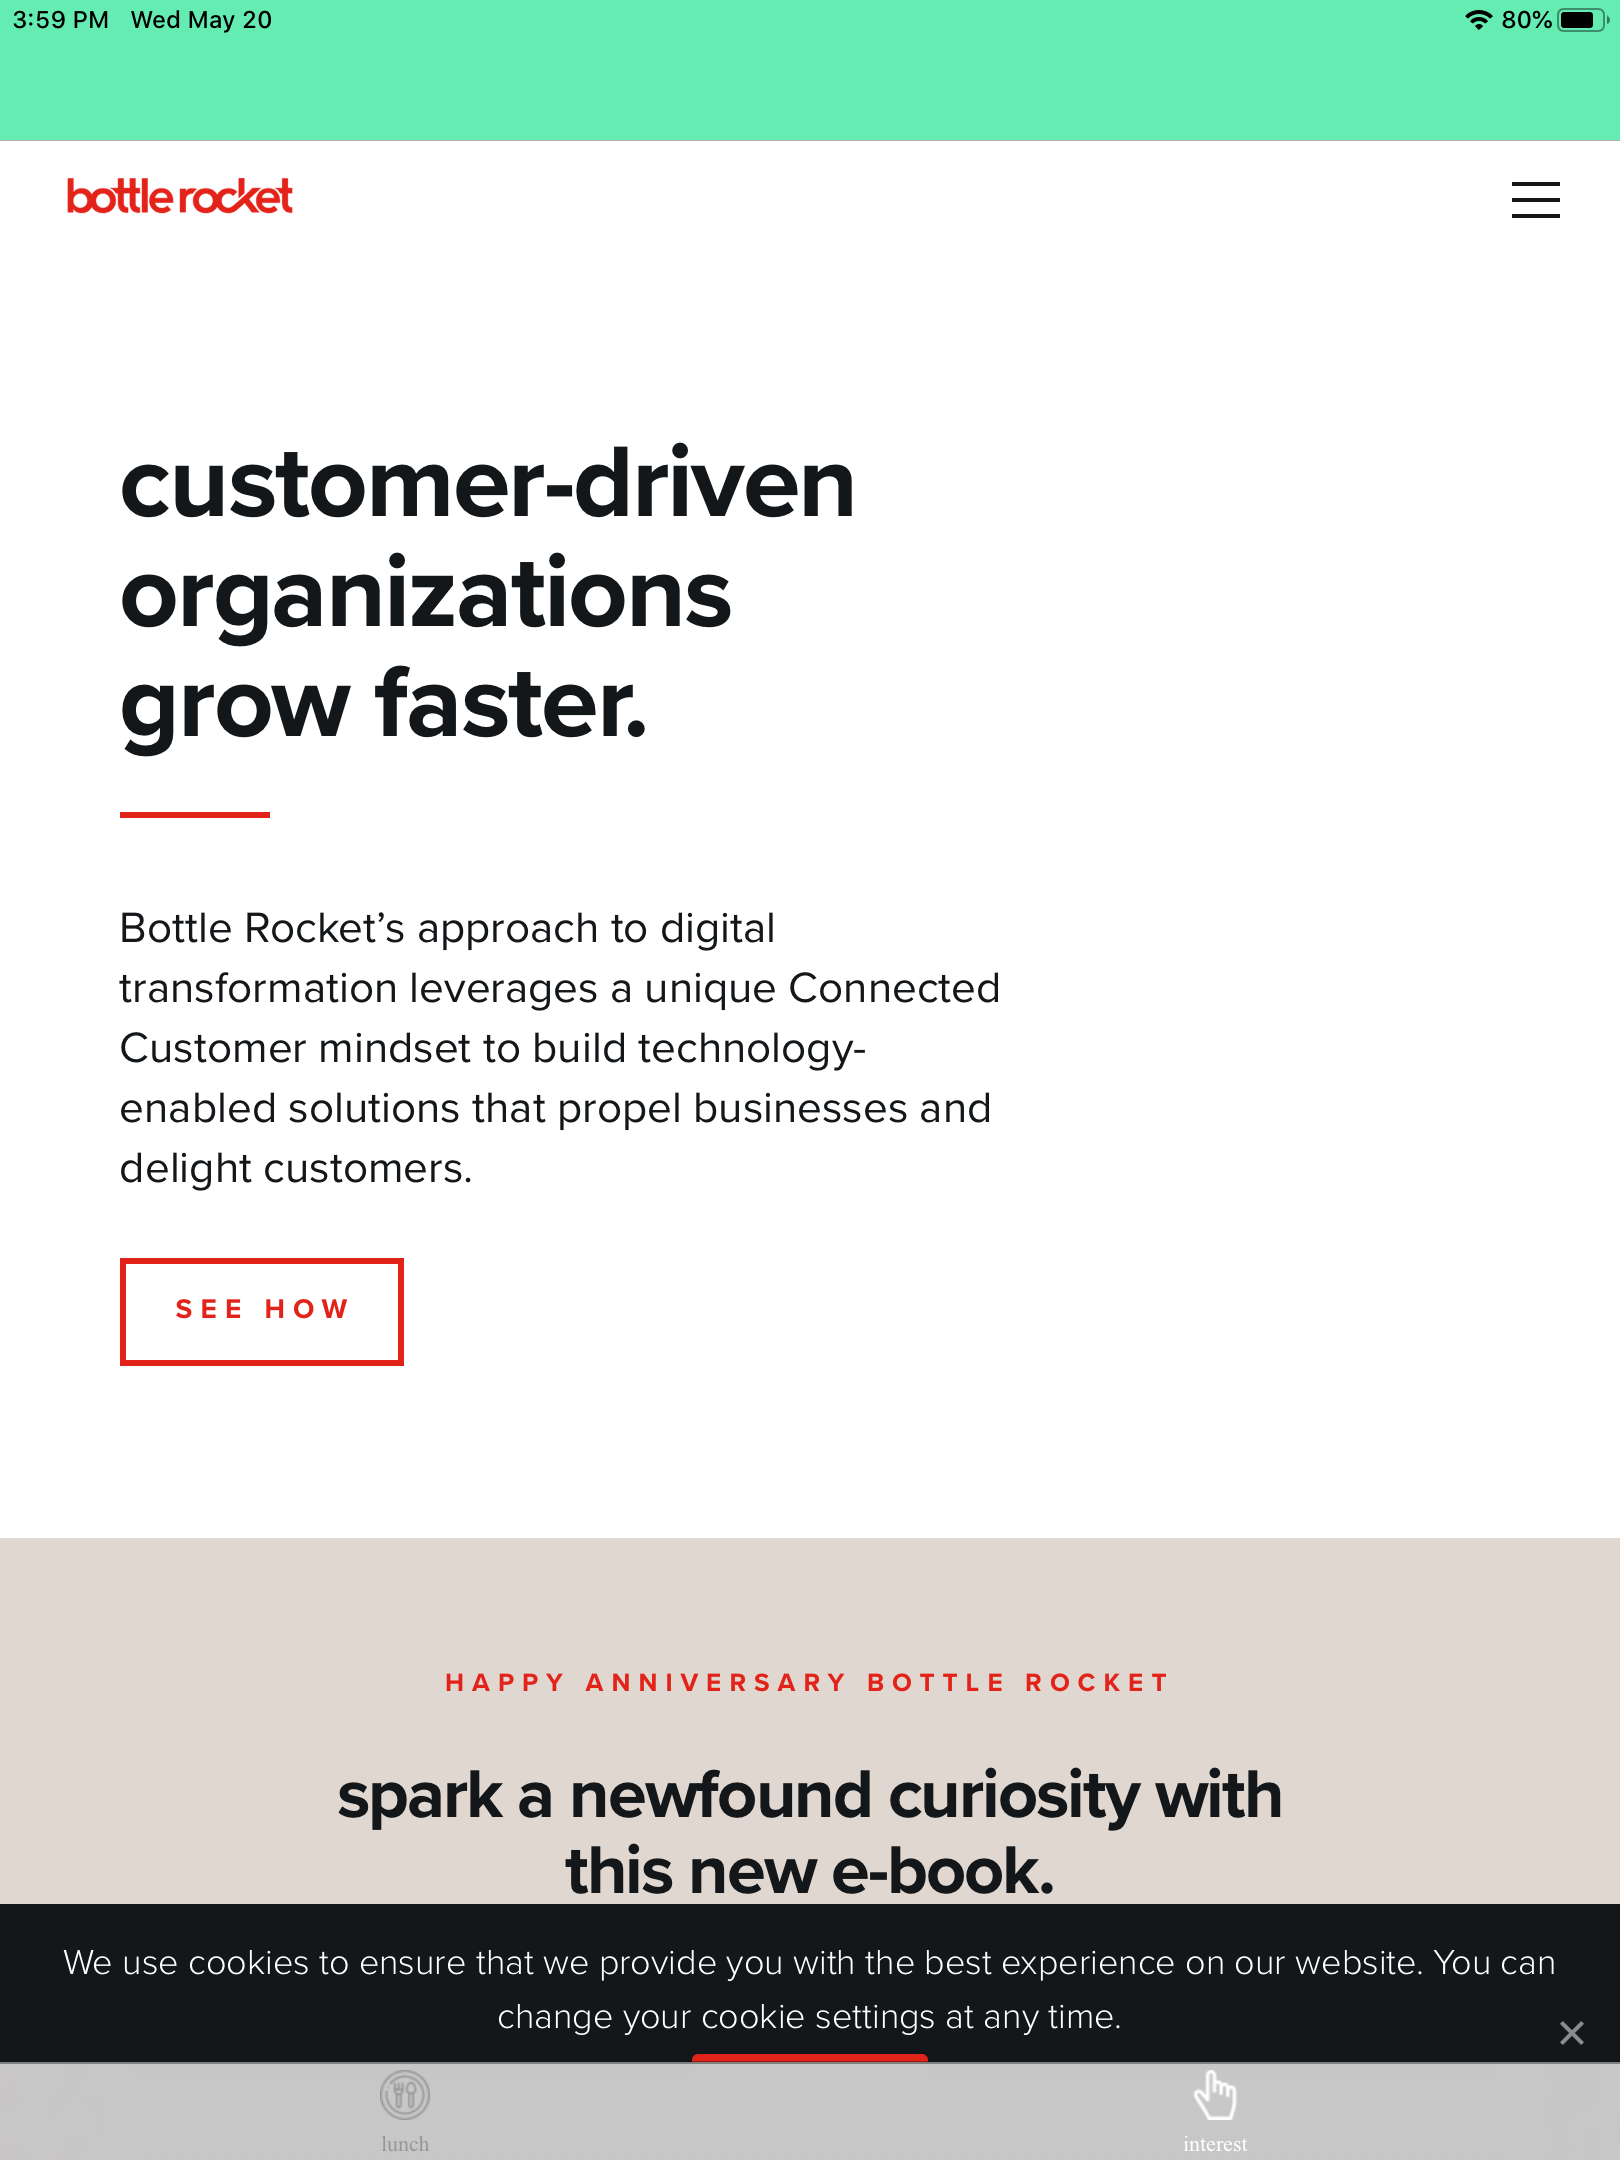 3:59 PM Wed May 20 80%
bottle rocket
customer-driven
organizations
grow faster.
Bottle Rocket’s approach to digital
transformation leverages a unique Connected
Customer mindset to build technology-
enabled solutions that propel businesses and
delight customers.
SEE HOW
HAPPY ANNIVERSARY BOTTLE ROCKET
spark a newfound curiosity with
this new e-book.
We use cookies to ensure that we provide you with the best experience on our website. You can
change your cookie settings at any time.
lunch interest